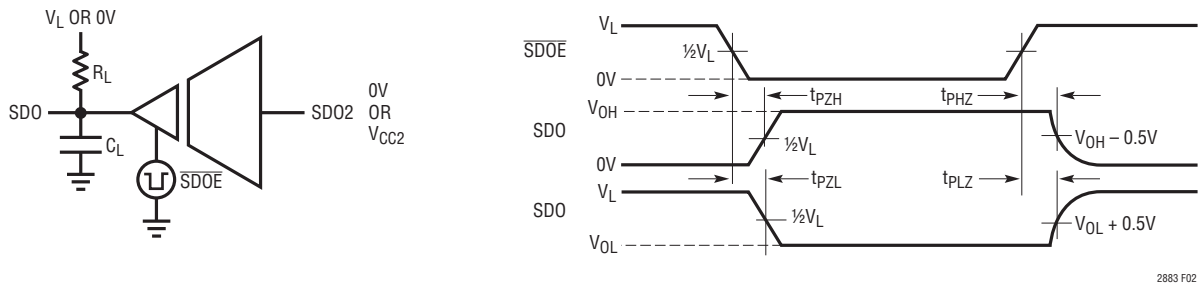 V_L OR 0V
R_L
SDO
C_L
SDOE
SDO2
0V
OR
V_CC2
SDOE
V_L
½V_L
0V
t_PZH
t_PHZ
SDO
V_OH
½V_L
V_OH – 0.5V
0V
t_PZL
t_PLZ
SDO
V_L
½V_L
V_OL + 0.5V
V_OL
2883 F02